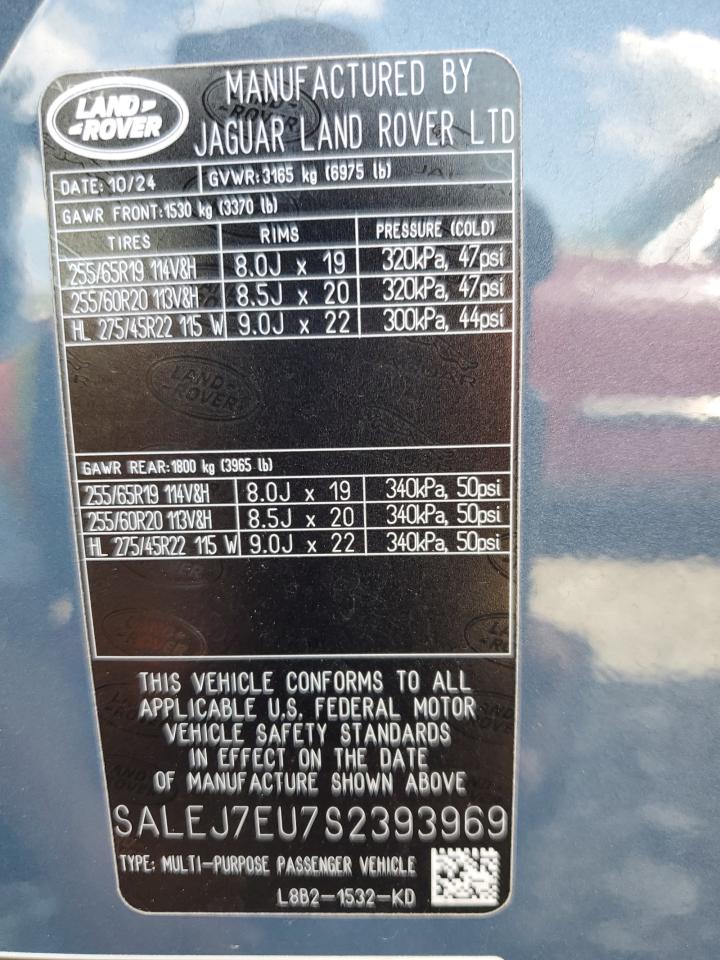 LAND-
-ROVER
MANUFACTURED BY
JAGUAR LAND ROVER LTD
DATE: 10/24 GVWR:3165 kg (6975 lb)
GAWR FRONT:1530 kg (3370 lb)
TIRES RIMS PRESSURE (COLD)
255/65R19 114V&H 8.0J x 19 320kPa, 47psi
255/60R20 113V&H 8.5J x 20 320kPa, 47psi
HL 275/45R22 115 W 9.0J x 22 300kPa, 44psi
LAND-
-ROVER
GAWR REAR:1800 kg (3965 lb)
255/65R19 114V&H 8.0J x 19 340kPa, 50psi
255/60R20 113V&H 8.5J x 20 340kPa, 50psi
HL 275/45R22 115 W 9.0J x 22 340kPa, 50psi
THIS VEHICLE CONFORMS TO ALL
APPLICABLE U.S. FEDERAL MOTOR
VEHICLE SAFETY STANDARDS
IN EFFECT ON THE DATE
OF MANUFACTURE SHOWN ABOVE
SALEJ7EU7S2393969
TYPE: MULTI-PURPOSE PASSENGER VEHICLE
L8B2-1532-KD